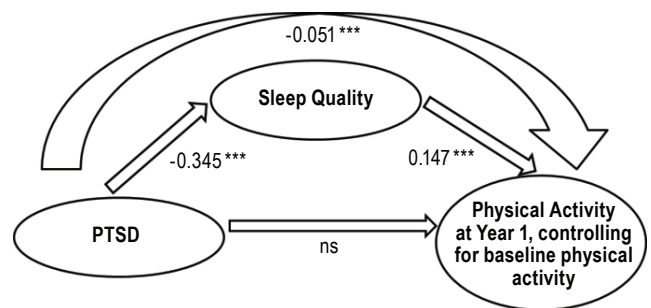 -0.051 ***
Sleep Quality
-0.345 ***
0.147 ***
PTSD
ns
Physical Activity
at Year 1, controlling
for baseline physical
activity